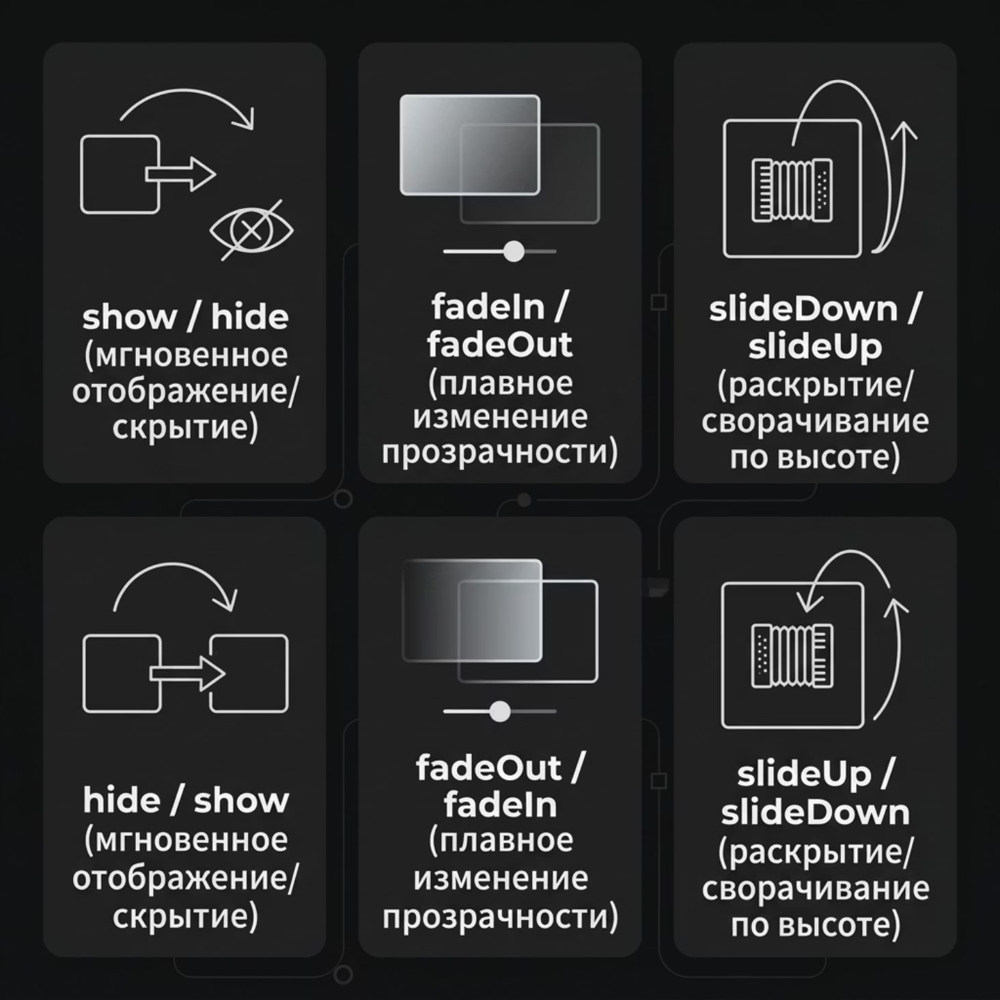 show / hide
(мгновенное
отображение/
скрытие)
fadeIn /
fadeOut
(плавное
изменение
прозрачности)
slideDown /
slideUp
(раскрытие/
сворачивание
по высоте)
hide / show
(мгновенное
отображение/
скрытие)
fadeOut /
fadeIn
(плавное
изменение
прозрачности)
slideUp /
slideDown
(раскрытие/
сворачивание
по высоте)